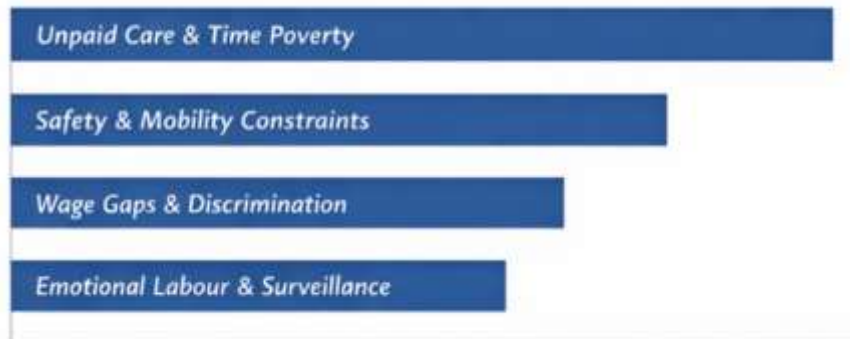 Unpaid Care & Time Poverty
Safety & Mobility Constraints
Wage Gaps & Discrimination
Emotional Labour & Surveillance